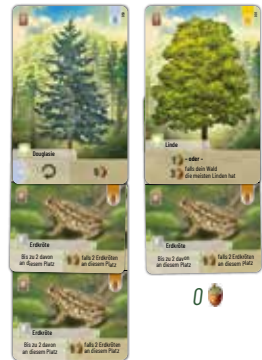 Douglasie
Linde
- oder -
falls dein Wald
die meisten Linden hat
Erdkröte
Bis zu 2 davon
an diesem Platz
falls 2 Erdkröten
an diesem Platz
Erdkröte
Bis zu 2 davon
an diesem Platz
falls 2 Erdkröten
an diesem Platz
0
Erdkröte
Bis zu 2 davon
an diesem Platz
falls 2 Erdkröten
an diesem Platz